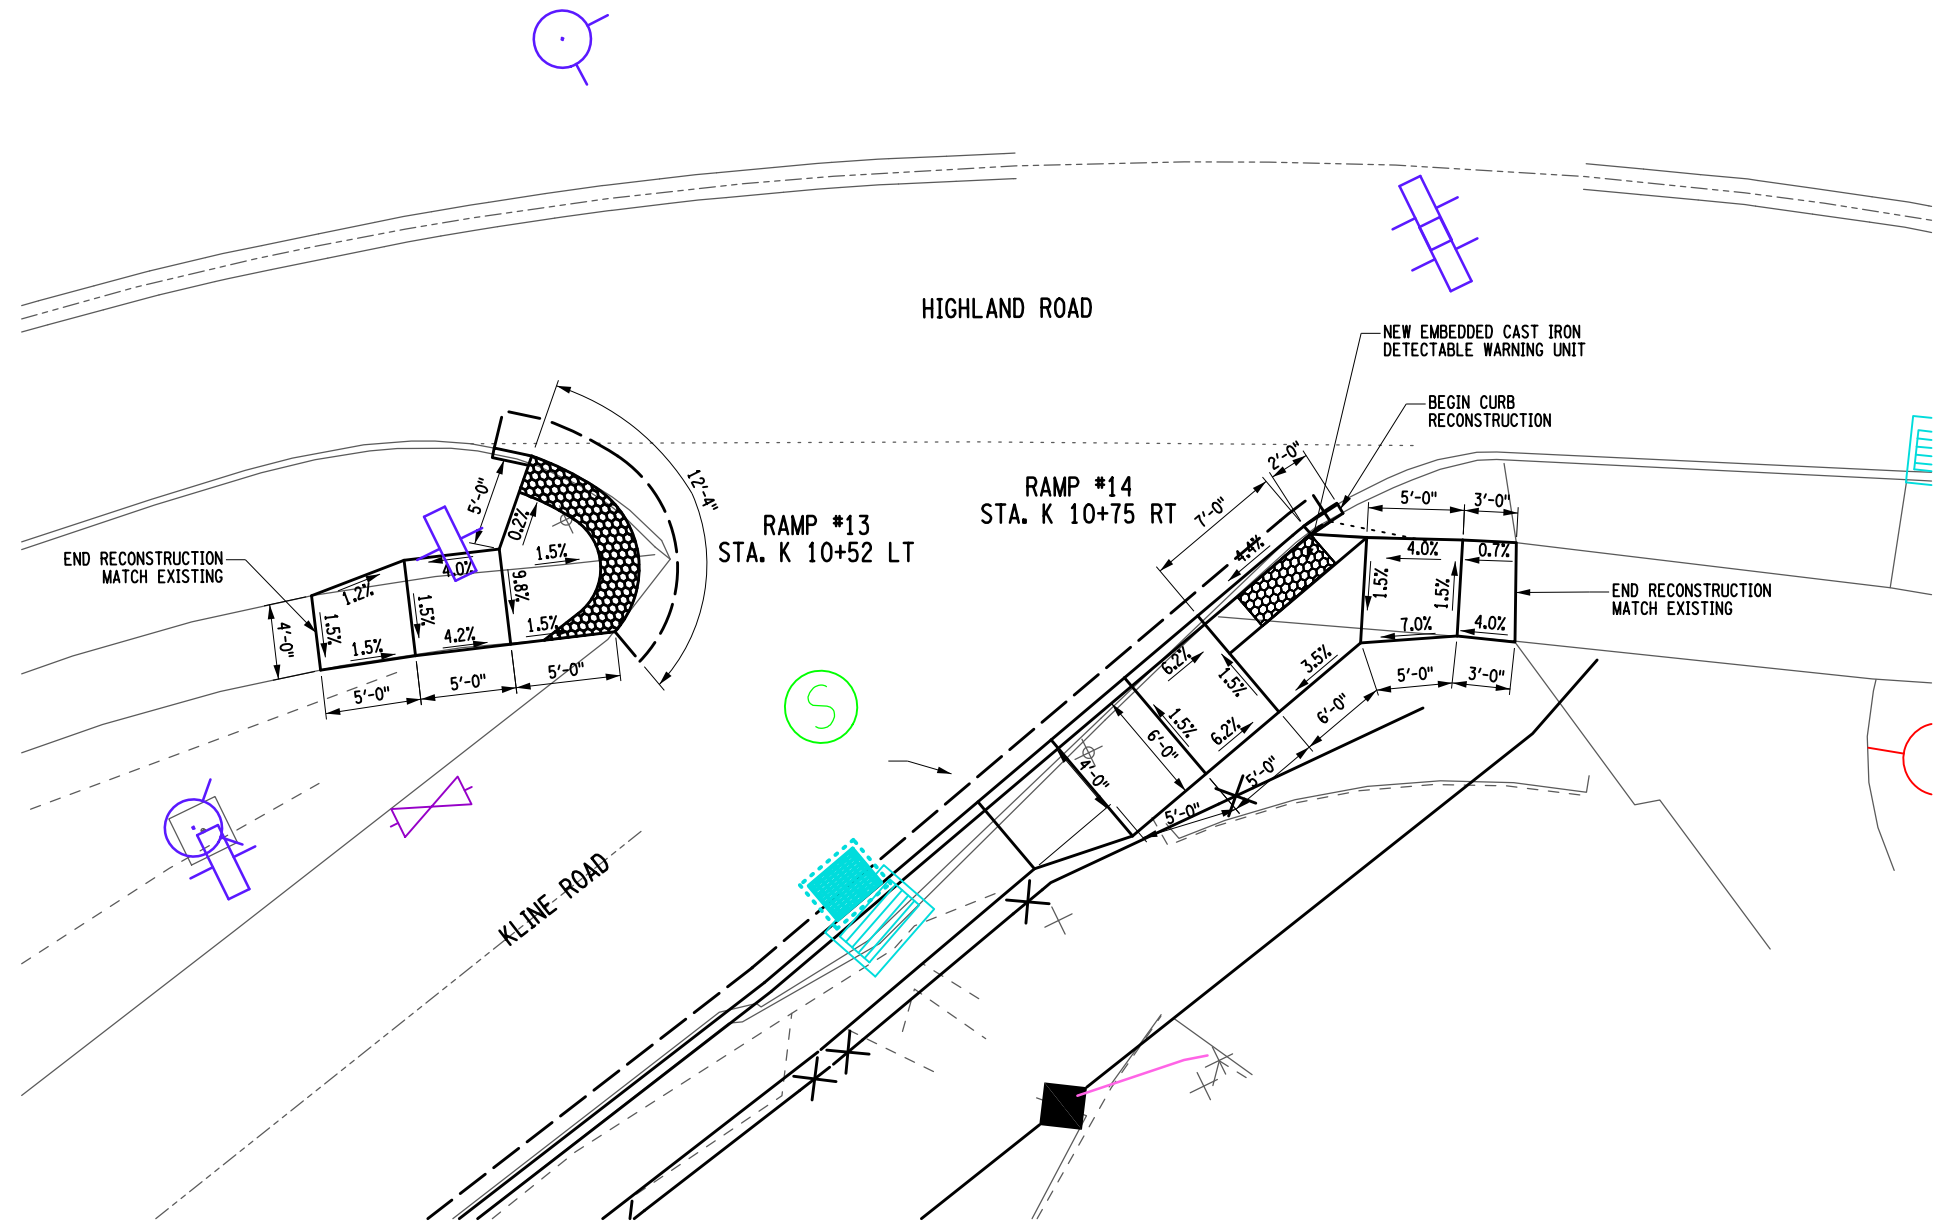 HIGHLAND ROAD
NEW EMBEDDED CAST IRON
DETECTABLE WARNING UNIT
BEGIN CURB
RECONSTRUCTION
RAMP #14
STA. K 10+75 RT
RAMP #13
STA. K 10+52 LT
END RECONSTRUCTION
MATCH EXISTING
12'-4"
5'-0"
0.2%
1.5%
4.0%
9.8%
1.2%
1.5%
1.5%
1.5%
4.2%
1.5%
4'-0"
5'-0"
5'-0"
5'-0"
2'-0"
7'-0"
4.4%
5'-0"
3'-0"
4.0%
0.7%
1.5%
1.5%
7.0%
4.0%
END RECONSTRUCTION
MATCH EXISTING
5'-0"
3'-0"
3.5%
6.2%
1.5%
6'-0"
1.5%
6.2%
6'-0"
4'-0"
5'-0"
5'-0"
S
KLINE ROAD